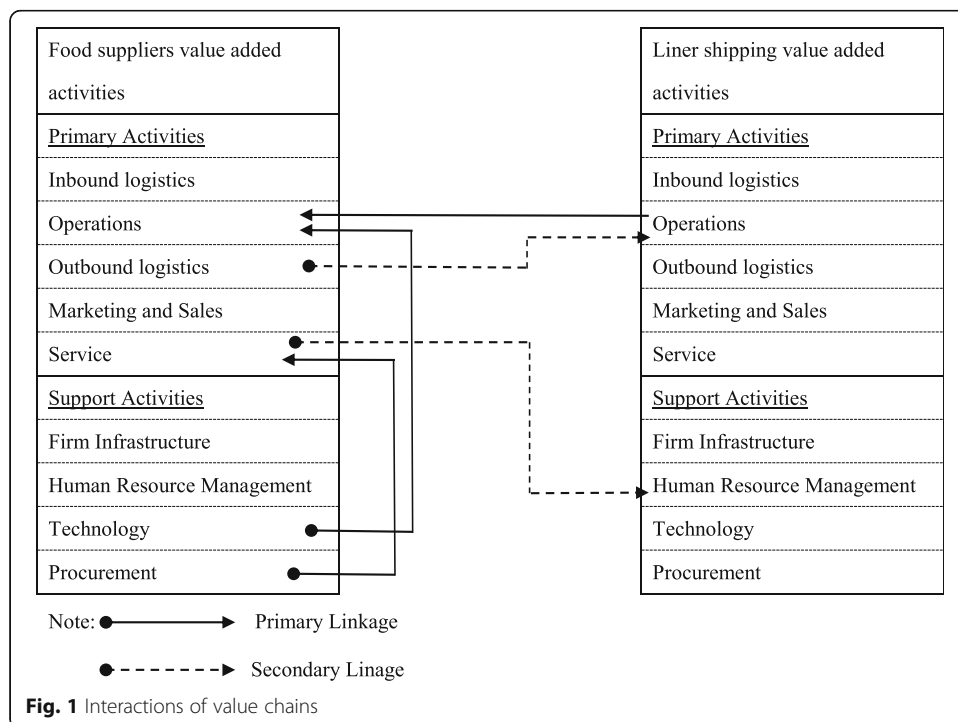 Food suppliers value added
activities
Primary Activities
Inbound logistics
Operations
Outbound logistics
Marketing and Sales
Service
Support Activities
Firm Infrastructure
Human Resource Management
Technology
Procurement
Liner shipping value added
activities
Primary Activities
Inbound logistics
Operations
Outbound logistics
Marketing and Sales
Service
Support Activities
Firm Infrastructure
Human Resource Management
Technology
Procurement
Note: Primary Linkage
Secondary Linage
Fig. 1 Interactions of value chains